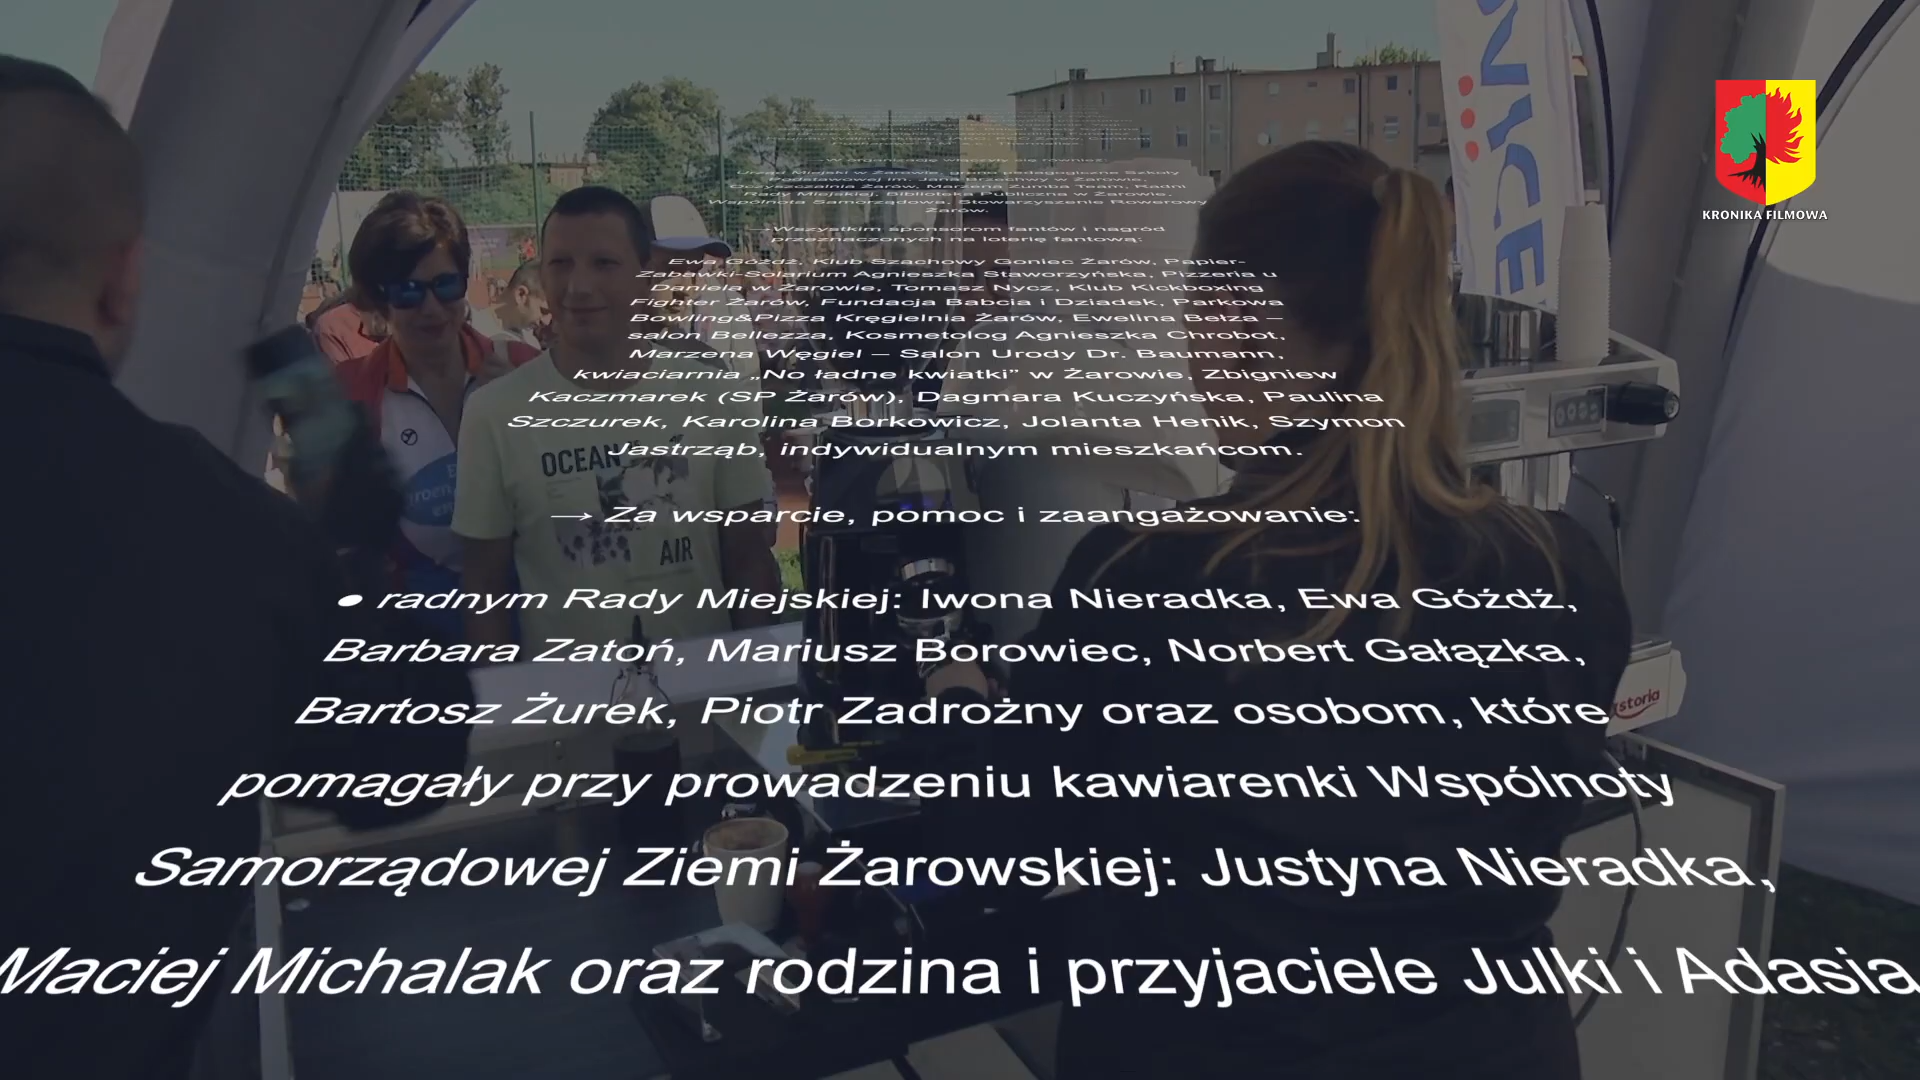 W organizację włączyły się również:
Urząd Miejski w Żarowie, grono pedagogiczne Szkoły
Podstawowej im. Jana Brzechwy w Żarowie,
Oczyszczalnia Żarów, Marzena Zumba Team, Radni
Rady Miejskiej, Biblioteka Publiczna w Żarowie,
Wspólnota Samorządowa, Stowarzyszenie Rowerowy
Żarów.
→Wszystkim sponsorom fantów i nagród
przeznaczonych na loterię fantową:
Ewa Góźdź, Klub Szachowy Goniec Żarów, Papier-
Zabawki-Solarium Agnieszka Staworzyńska, Pizzeria u
Daniela w Żarowie, Tomasz Nycz, Klub Kickboxing
Fighter Żarów, Fundacja Babcia i Dziadek, Parkowa
Bowling&Pizza Kręgielnia Żarów, Ewelina Bełza –
salon Bellezza, Kosmetolog Agnieszka Chrobot,
Marzena Węgiel – Salon Urody Dr. Baumann,
kwiaciarnia „No ładne kwiatki” w Żarowie, Zbigniew
Kaczmarek (SP Żarów), Dagmara Kuczyńska, Paulina
Szczurek, Karolina Borkowicz, Jolanta Henik, Szymon
Jastrząb, indywidualnym mieszkańcom.
→ Za wsparcie, pomoc i zaangażowanie:
● radnym Rady Miejskiej: Iwona Nieradka, Ewa Góźdź,
Barbara Zatoń, Mariusz Borowiec, Norbert Gałązka,
Bartosz Żurek, Piotr Zadrożny oraz osobom, które
pomagały przy prowadzeniu kawiarenki Wspólnoty
Samorządowej Ziemi Żarowskiej: Justyna Nieradka,
Maciej Michalak oraz rodzina i przyjaciele Julki i Adasia
KRONIKA FILMOWA
OCEAN
AIR